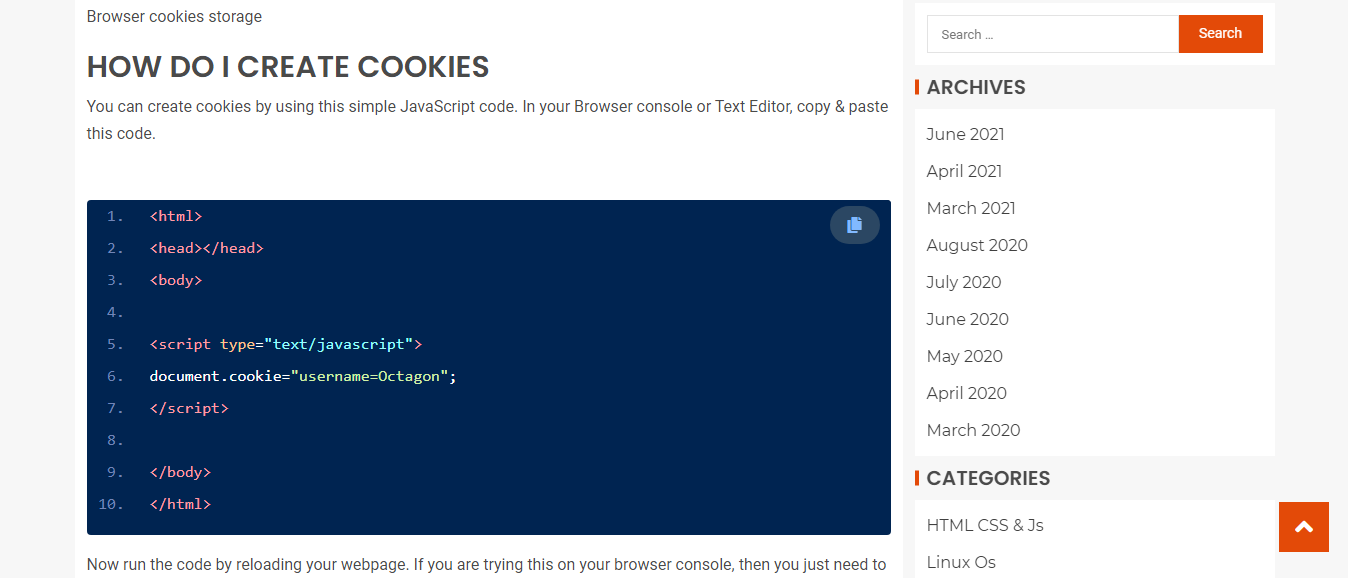 Browser cookies storage
HOW DO I CREATE COOKIES
You can create cookies by using this simple JavaScript code. In your Browser console or Text Editor, copy & paste
this code.
1. <html>
2. <head></head>
3. <body>
4.
5. <script type="text/javascript">
6. document.cookie="username=Octagon";
7. </script>
8.
9. </body>
10. </html>
Now run the code by reloading your webpage. If you are trying this on your browser console, then you just need to
Search …
Search
ARCHIVES
June 2021
April 2021
March 2021
August 2020
July 2020
June 2020
May 2020
April 2020
March 2020
CATEGORIES
HTML CSS & Js
Linux Os